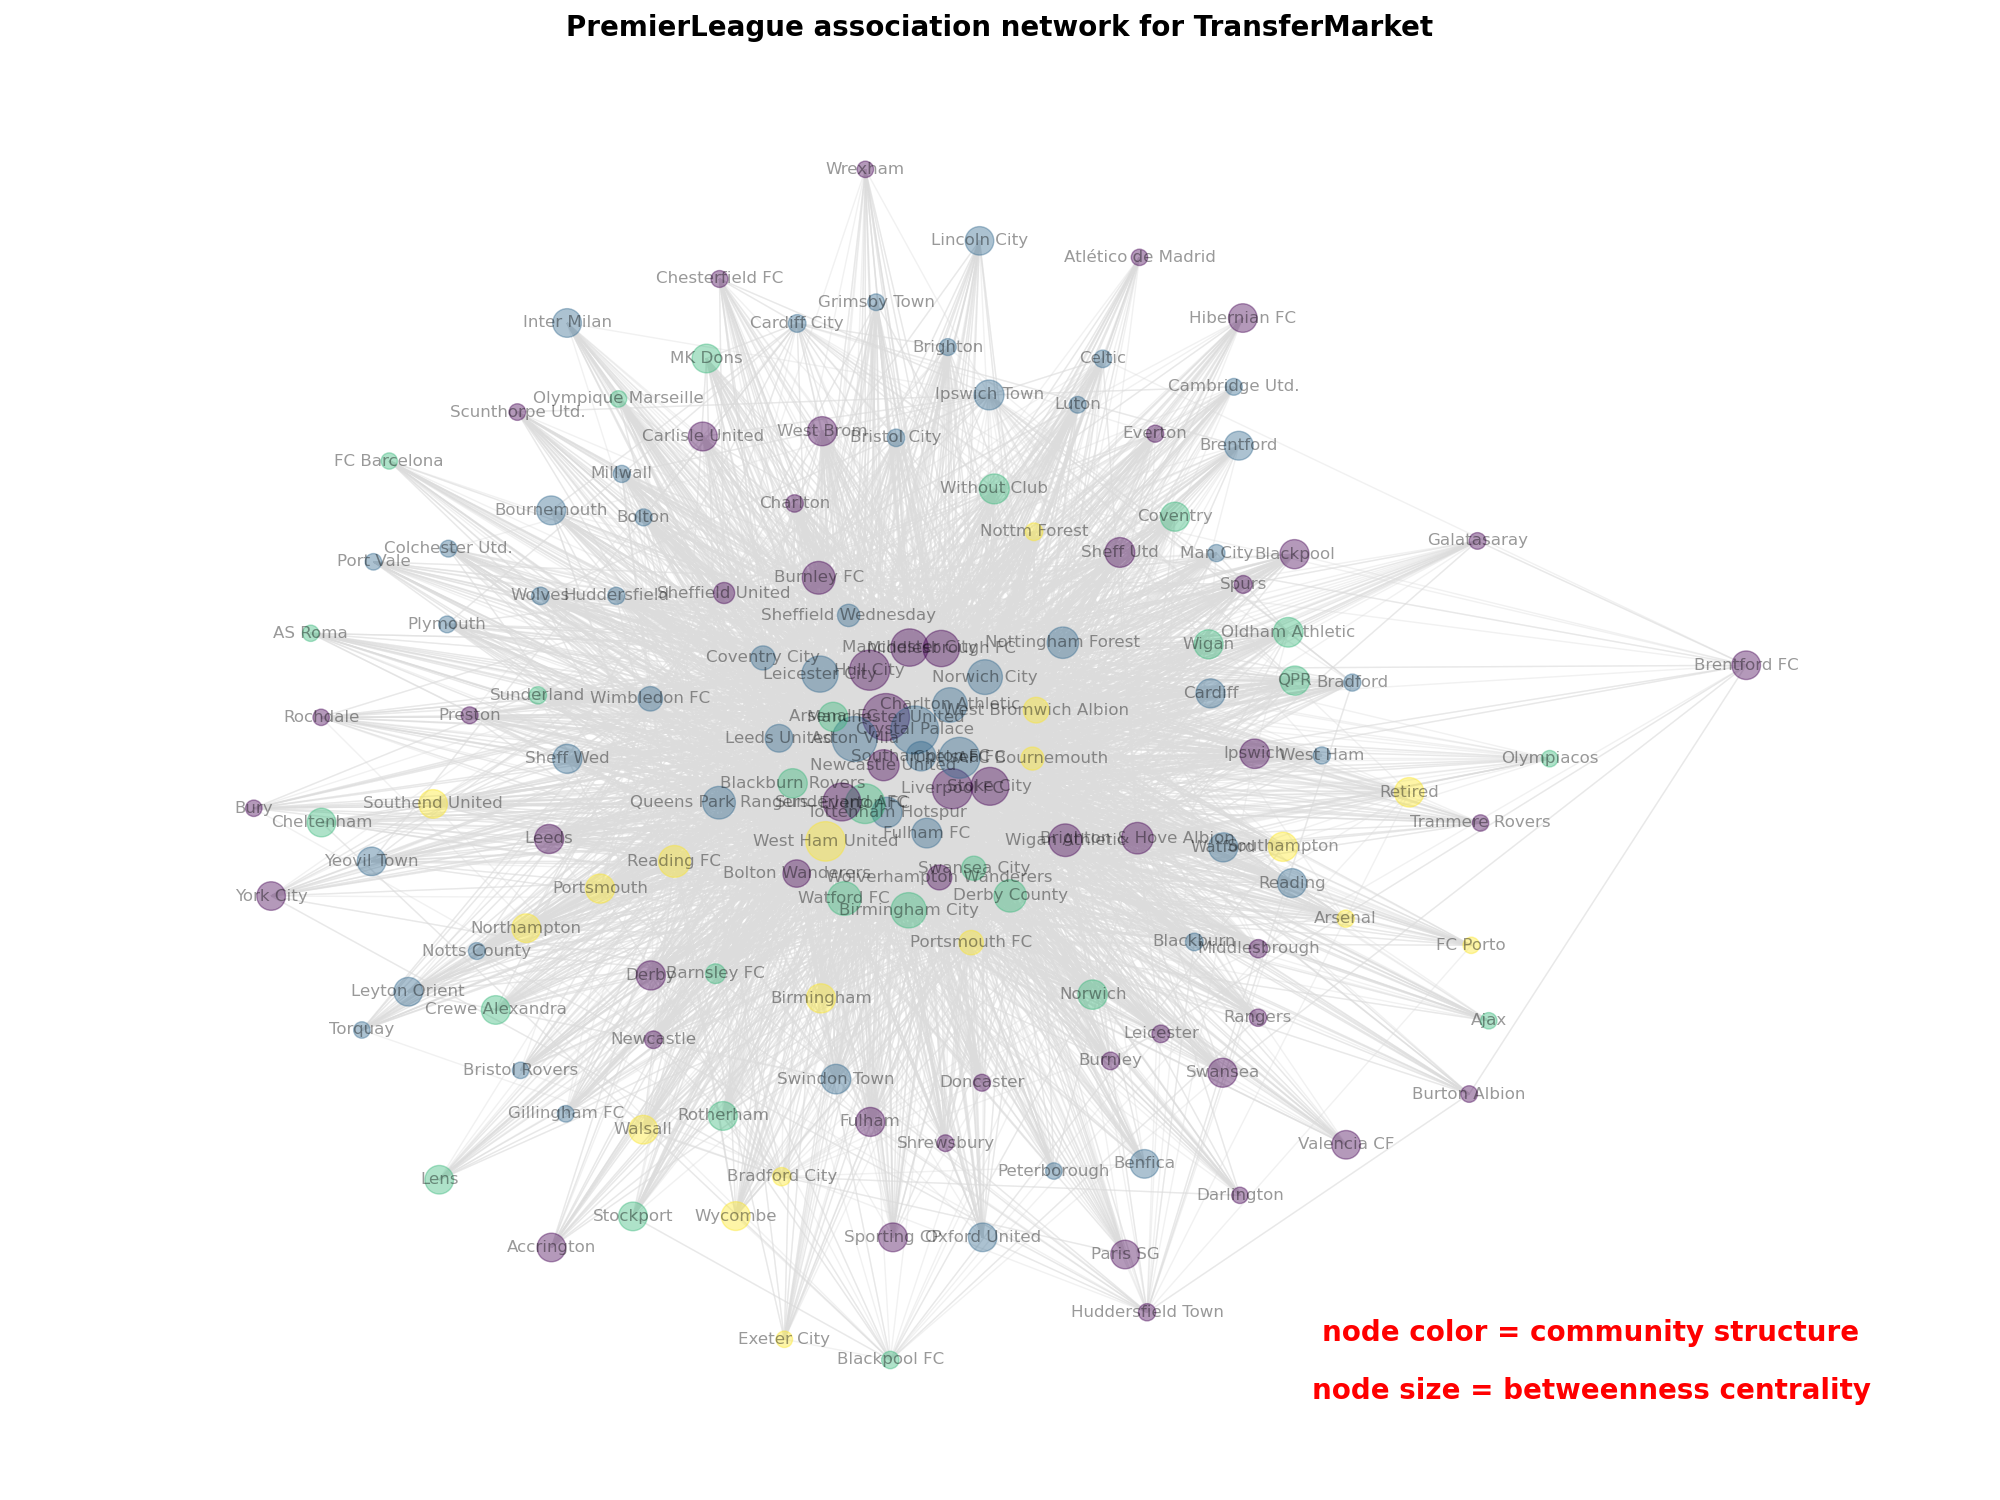 PremierLeague association network for TransferMarket
Wrexham
Lincoln City
Atlético de Madrid
Chesterfield FC
Grimsby Town
Hibernian FC
Inter Milan
Cardiff City
Brighton
MK Dons
Celtic
Cambridge Utd.
Olympique Marseille
Ipswich Town
Luton
Scunthorpe Utd.
Carlisle United
West Brom
Bristol City
Everton
Brentford
FC Barcelona
Millwall
Without Club
Charlton
Bournemouth
Bolton
Coventry
Nottm Forest
Galatasaray
Colchester Utd.
Port Vale
Sheff Utd
Man City
Blackpool
Burnley FC
Spurs
Wolves
Huddersfield
Sheffield United
Sheffield Wednesday
Plymouth
AS Roma
Oldham Athletic
Nottingham Forest
Wigan
Manchester City
Middlesbrough FC
Coventry City
Brentford FC
Hull City
Leicester City
Norwich City
QPR
Bradford
Sunderland
Wimbledon FC
Cardiff
Charlton Athletic
West Bromwich Albion
Rochdale
Preston
Arsenal FC
Manchester United
Crystal Palace
Leeds United
Aston Villa
Sheff Wed
Southampton FC
Chelsea FC
AFC Bournemouth
Ipswich
West Ham
Olympiacos
Newcastle United
Blackburn Rovers
Liverpool FC
Stoke City
Retired
Bury
Southend United
Queens Park Rangers
Sunderland AFC
Everton FC
Tottenham Hotspur
Cheltenham
Tranmere Rovers
Fulham FC
Leeds
West Ham United
Wigan Athletic
Brighton & Hove Albion
Watford
Southampton
Yeovil Town
Reading FC
Bolton Wanderers
Wolverhampton Wanderers
Swansea City
Reading
York City
Portsmouth
Watford FC
Derby County
Birmingham City
Arsenal
Northampton
Notts County
Portsmouth FC
Blackburn
Middlesbrough
FC Porto
Derby
Barnsley FC
Leyton Orient
Crewe Alexandra
Birmingham
Norwich
Torquay
Rangers
Ajax
Newcastle
Leicester
Bristol Rovers
Burnley
Swindon Town
Doncaster
Swansea
Burton Albion
Gillingham FC
Walsall
Rotherham
Fulham
Shrewsbury
Valencia CF
Lens
Bradford City
Peterborough
Benfica
Darlington
Stockport
Wycombe
Accrington
Sporting CP
Oxford United
Paris SG
Huddersfield Town
Exeter City
Blackpool FC
node color = community structure
node size = betweenness centrality